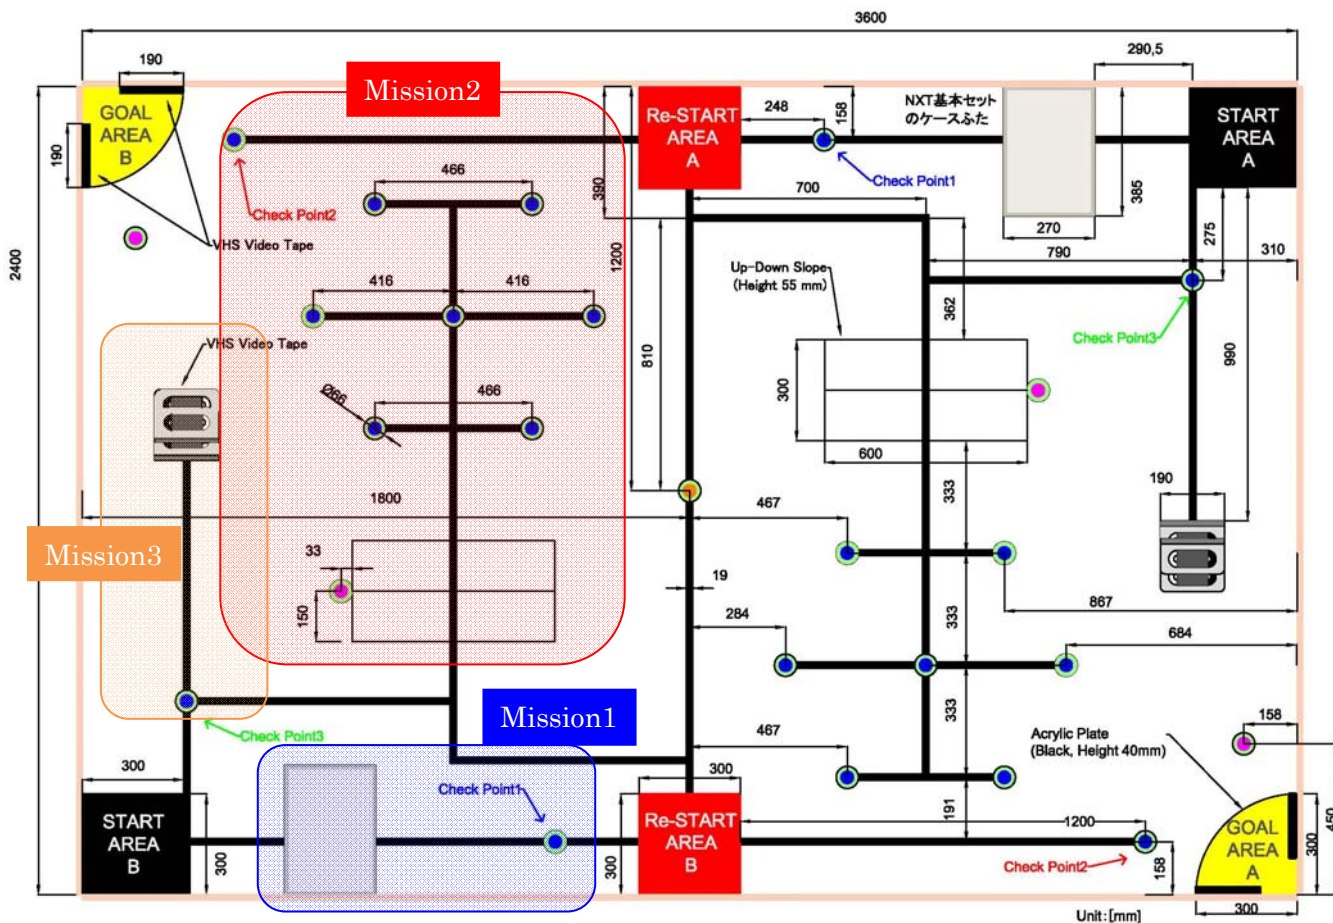 3600
190
Mission2
290,5
GOAL
AREA
B
Re-START
AREA
A
248
158
NXT基本セット
のケースふた
START
AREA
A
190
Check Point2
466
390
Check Point1
385
700
270
275
310
VHS Video Tape
2400
1200
790
Up-Down Slope
(Height 55 mm)
416
416
362
Check Point3
VHS Video Tape
810
990
300
Ø66
466
600
190
1800
467
333
Mission3
33
19
333
867
150
284
684
Mission1
333
Check Point3
467
Acrylic Plate
(Black, Height 40mm)
158
300
300
Check Point1
START
AREA
B
300
Re-START
AREA
B
300
191
1200
Check Point2
158
GOAL
AREA
A
300
450
300
Unit:[mm]